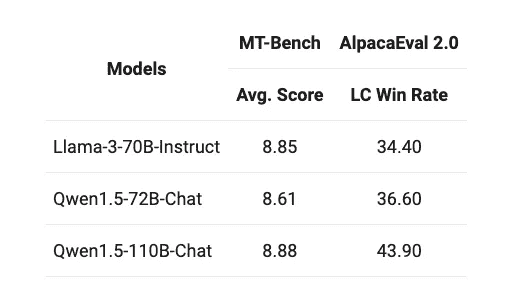 Models MT-Bench AlpacaEval 2.0
Avg. Score LC Win Rate
Llama-3-70B-Instruct 8.85 34.40
Qwen1.5-72B-Chat 8.61 36.60
Qwen1.5-110B-Chat 8.88 43.90